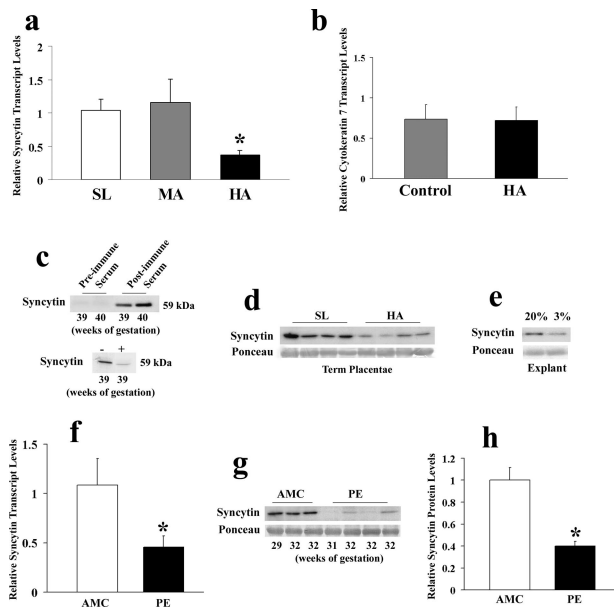 a
Relative Syncytin Transcript Levels
2
1.5
1
0.5
0
*
SL MA HA
b
Relative Cytokeratin 7 Transcript Levels
2
1.5
1
0.5
0
Control HA
c
Pre-immune Serum
Post-immune Serum
Syncytin 59 kDa
39 40 39 40
(weeks of gestation)
- +
Syncytin 59 kDa
39 39
(weeks of gestation)
d
SL HA
Syncytin
Ponceau
Term Placentae
e
20% 3%
Syncytin
Ponceau
Explant
f
Relative Syncytin Transcript Levels
1.5
1
0.5
0
*
AMC PE
g
AMC PE
Syncytin
Ponceau
29 32 32 31 32 32 32
(weeks of gestation)
h
Relative Syncytin Protein Levels
1.2
1
0.8
0.6
0.4
0.2
0
*
AMC PE